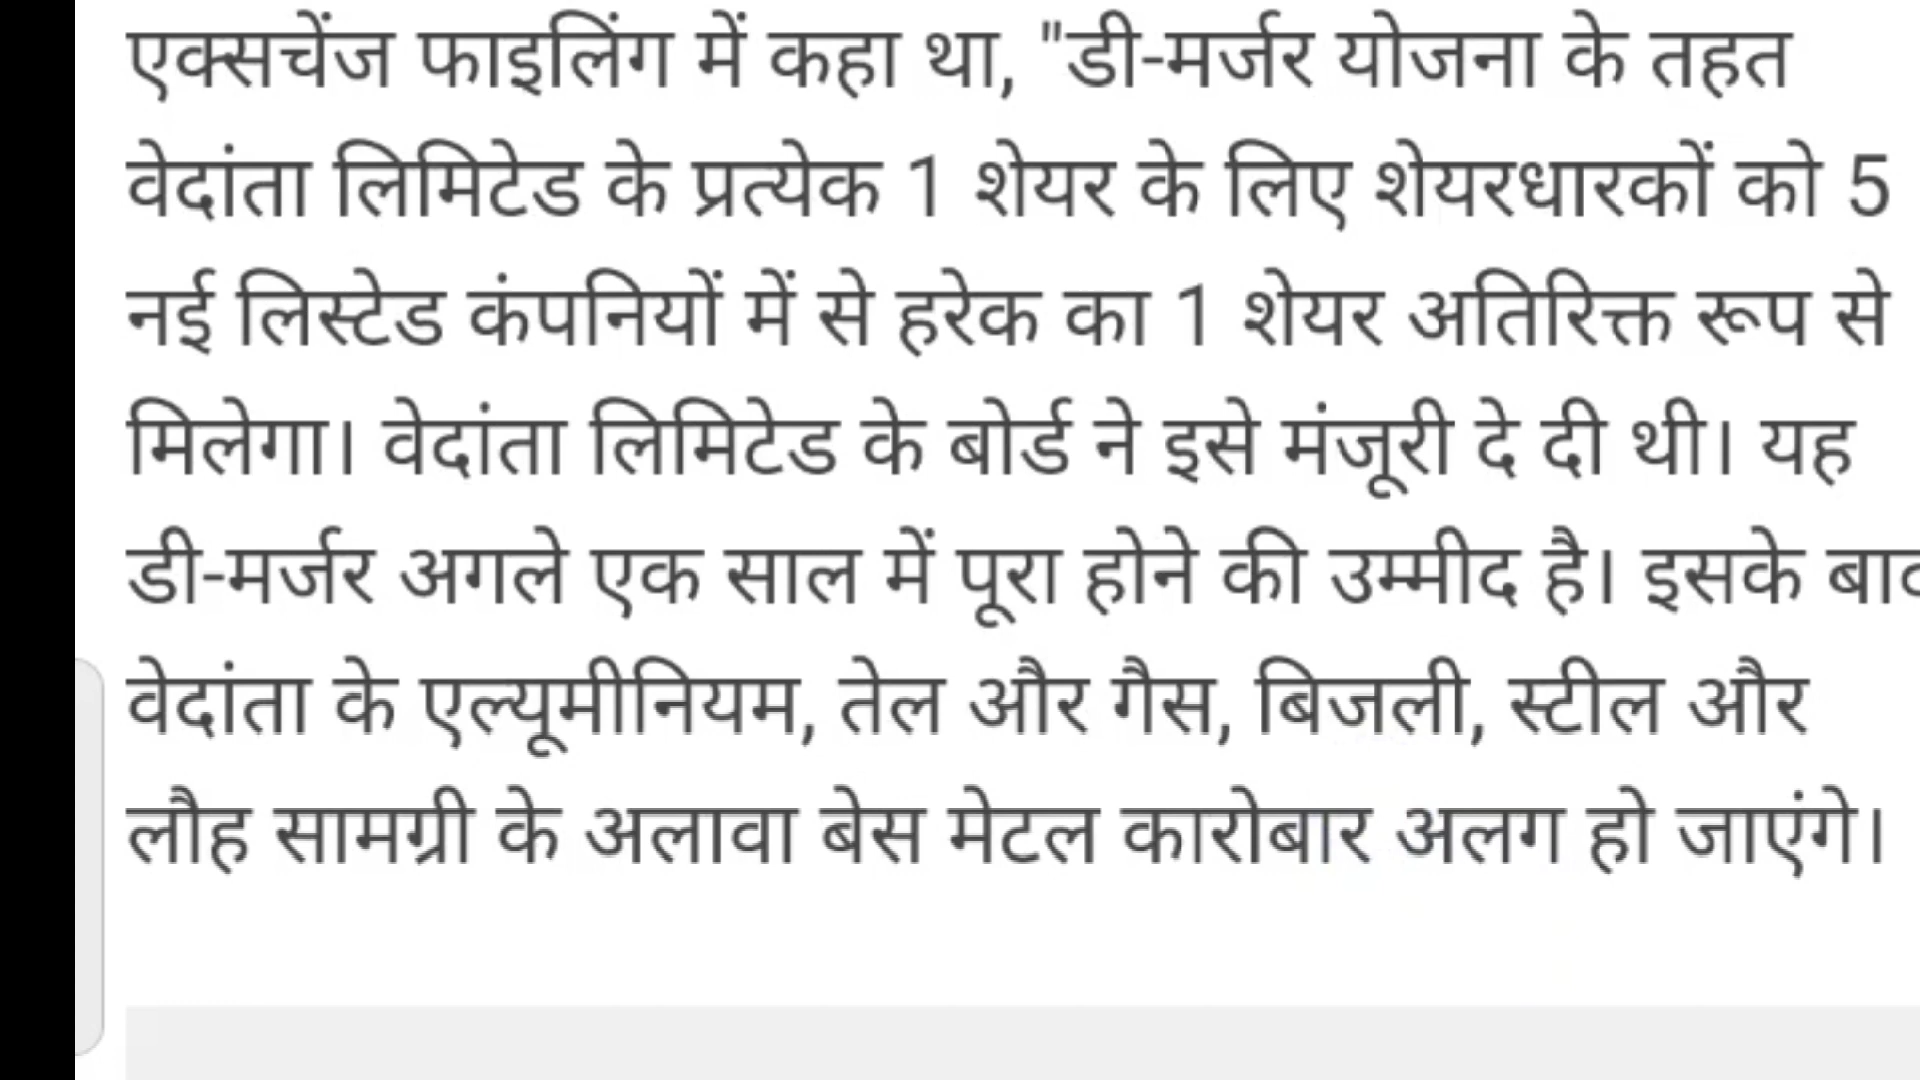 एक्सचेंज फाइलिंग में कहा था, "डी-मर्जर योजना के तहत
वेदांता लिमिटेड के प्रत्येक 1 शेयर के लिए शेयरधारकों को 5
नई लिस्टेड कंपनियों में से हरेक का 1 शेयर अतिरिक्त रूप से
मिलेगा। वेदांता लिमिटेड के बोर्ड ने इसे मंजूरी दे दी थी। यह
डी-मर्जर अगले एक साल में पूरा होने की उम्मीद है। इसके बाद
वेदांता के एल्यूमीनियम, तेल और गैस, बिजली, स्टील और
लौह सामग्री के अलावा बेस मेटल कारोबार अलग हो जाएंगे।